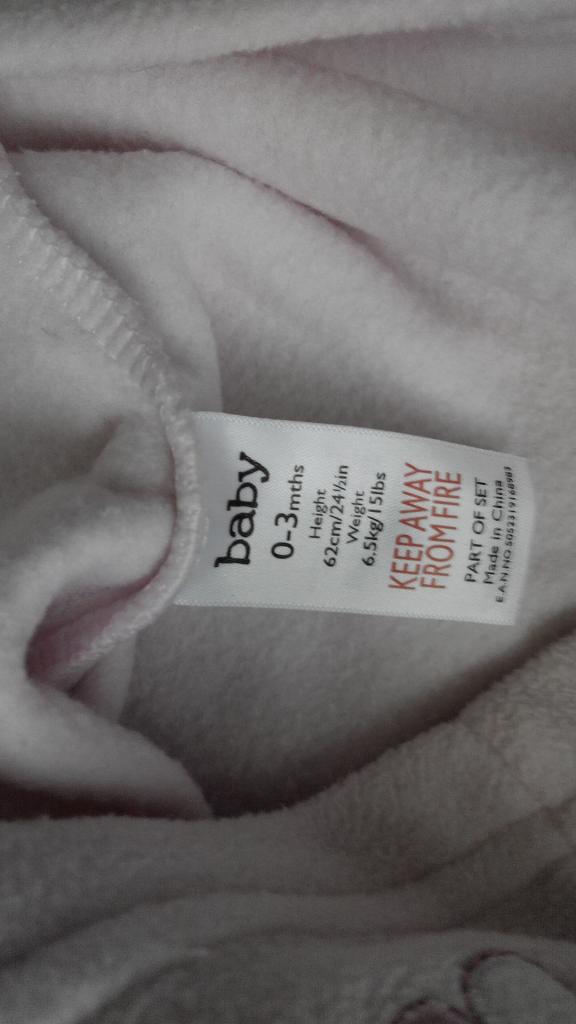 baby
0-3mths
Height
62cm/24½in
Weight
6.5kg/15lbs
KEEP AWAY
FROM FIRE
PART OF SET
Made in China
E.A.N.NO